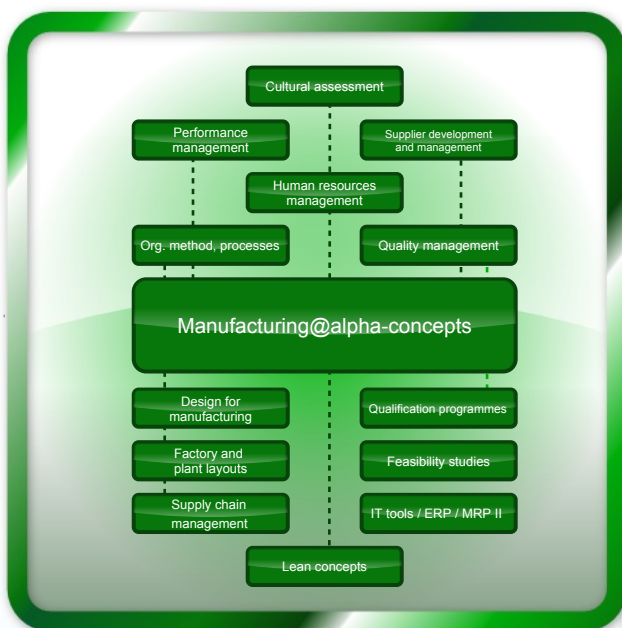 Cultural assessment
Performance
management
Supplier development
and management
Human resources
management
Org. method, processes
Quality management
Manufacturing@alpha-concepts
Design for
manufacturing
Qualification programmes
Factory and
plant layouts
Feasibility studies
Supply chain
management
IT tools / ERP / MRP II
Lean concepts